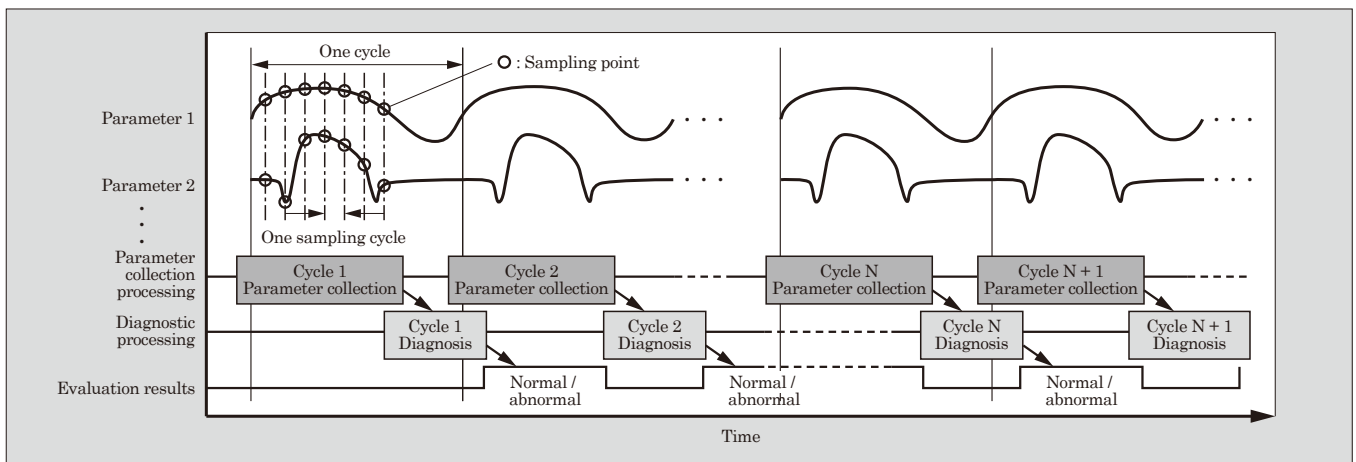 One cycle
: Sampling point
Parameter 1
· · ·
· · ·
Parameter 2
· · ·
· · ·
·
·
·
One sampling cycle
Parameter
collection
processing
Cycle 1
Parameter collection
Cycle 2
Parameter collection
Cycle N
Parameter collection
Cycle N + 1
Parameter collection
Diagnostic
processing
Cycle 1
Diagnosis
Cycle 2
Diagnosis
Cycle N
Diagnosis
Cycle N + 1
Diagnosis
Evaluation results
Normal /
abnormal
Normal /
abnormal
Normal /
abnormal
Time